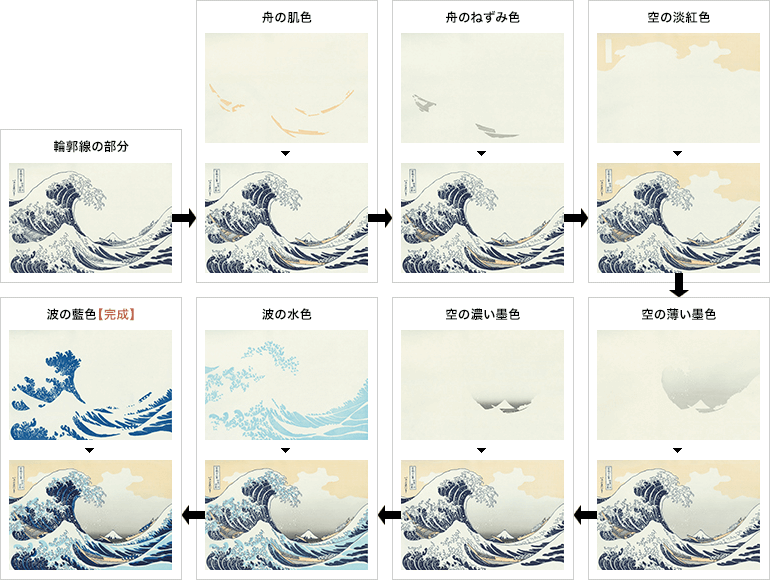 輪郭線の部分
舟の肌色
舟のねずみ色
空の淡紅色
空の薄い墨色
空の濃い墨色
波の水色
波の藍色【完成】